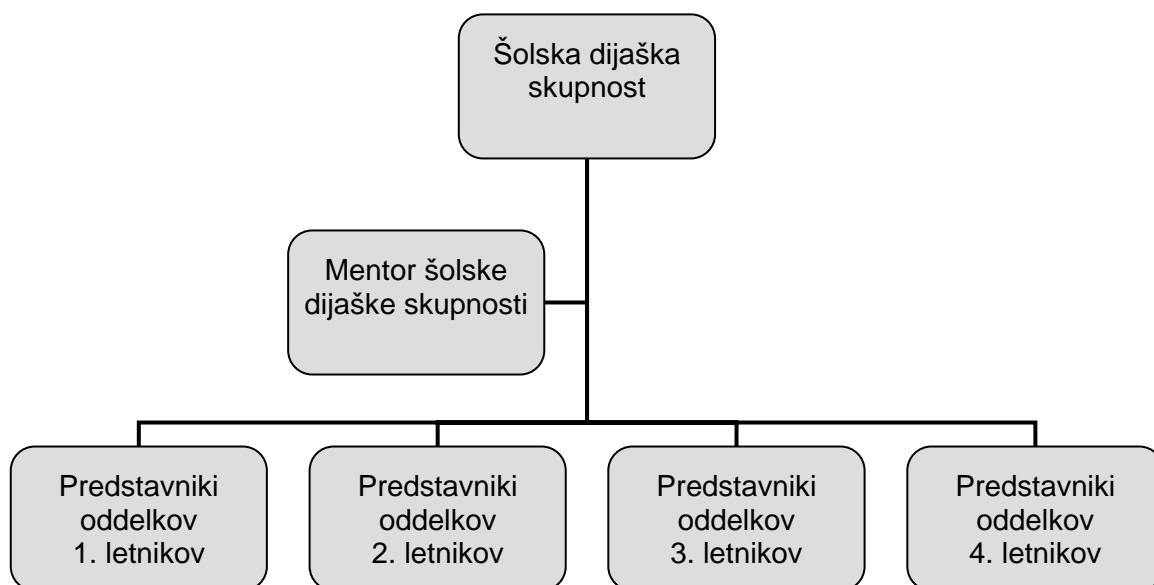 Šolska dijaška
skupnost
Mentor šolske
dijaške skupnosti
Predstavniki
oddelkov
1. letnikov
Predstavniki
oddelkov
2. letnikov
Predstavniki
oddelkov
3. letnikov
Predstavniki
oddelkov
4. letnikov